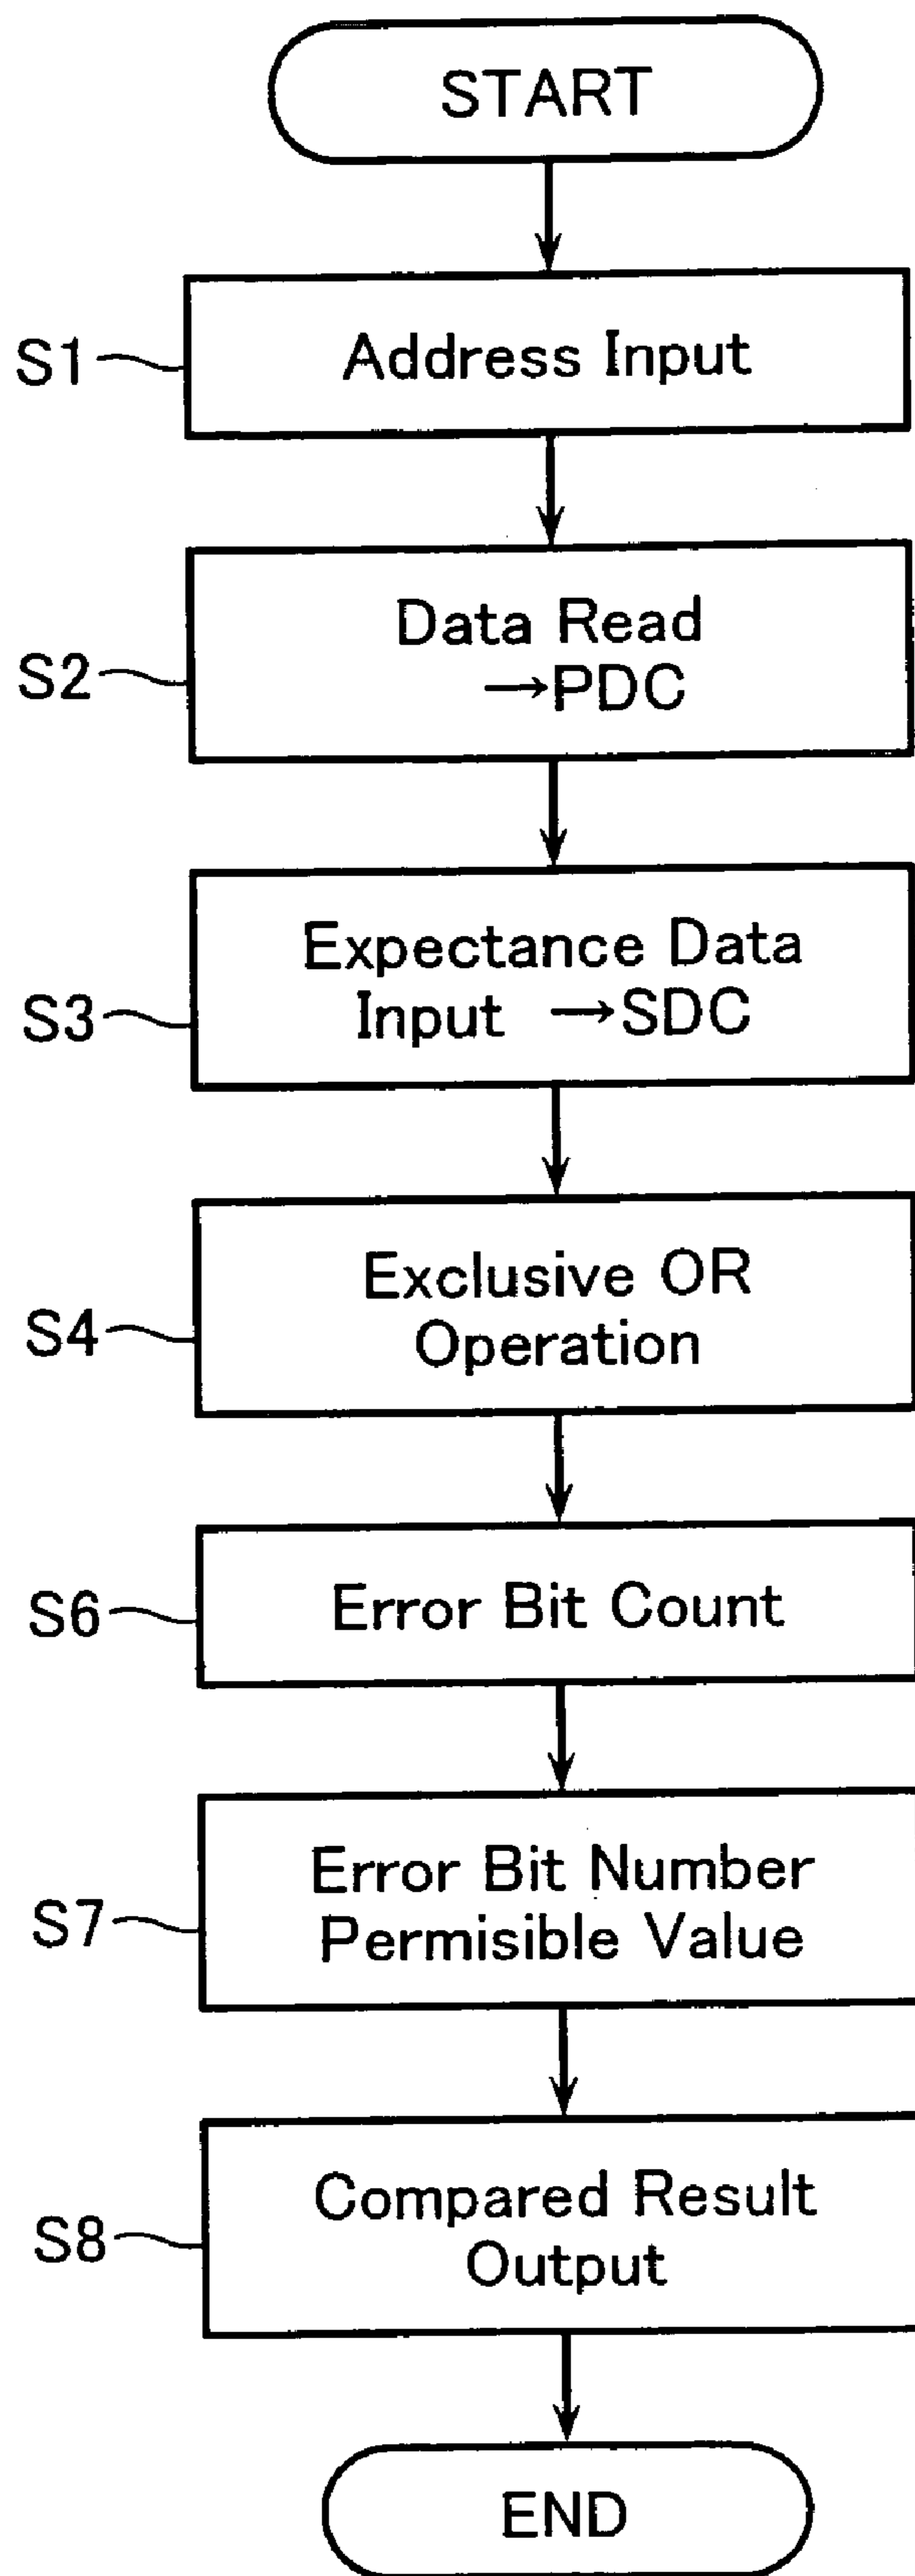 START
S1
Address Input
S2
Data Read
→PDC
S3
Expectance Data
Input →SDC
S4
Exclusive OR
Operation
S6
Error Bit Count
S7
Error Bit Number
Permisible Value
S8
Compared Result
Output
END